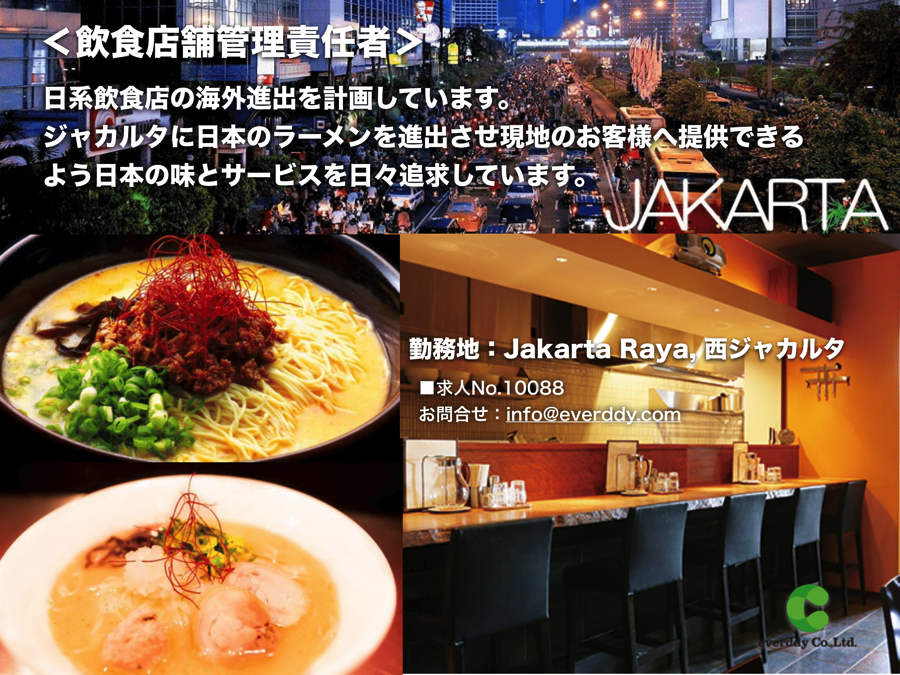 ＜飲食店舗管理責任者＞
日系飲食店の海外進出を計画しています。
ジャカルタに日本のラーメンを進出させ現地のお客様へ提供できる
よう日本の味とサービスを日々追求しています。
JAKARTA
勤務地：Jakarta Raya, 西ジャカルタ
■求人No.10088
お問合せ：info@everddy.com
everddy Co.,Ltd.